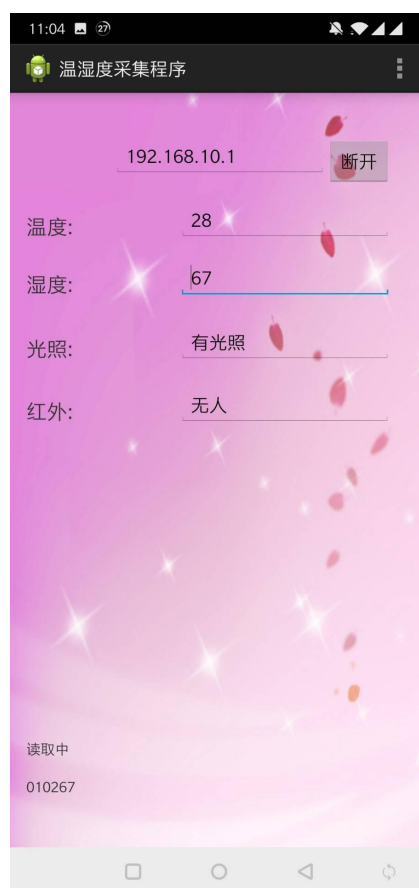 11:04 27
温湿度采集程序
192.168.10.1 断开
温度: 28
湿度: 67
光照: 有光照
红外: 无人
读取中
010267